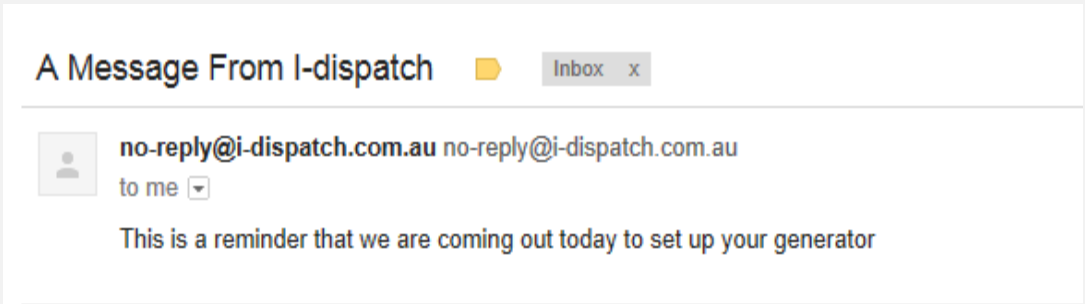 A Message From I-dispatch Inbox x
no-reply@i-dispatch.com.au no-reply@i-dispatch.com.au
to me
This is a reminder that we are coming out today to set up your generator